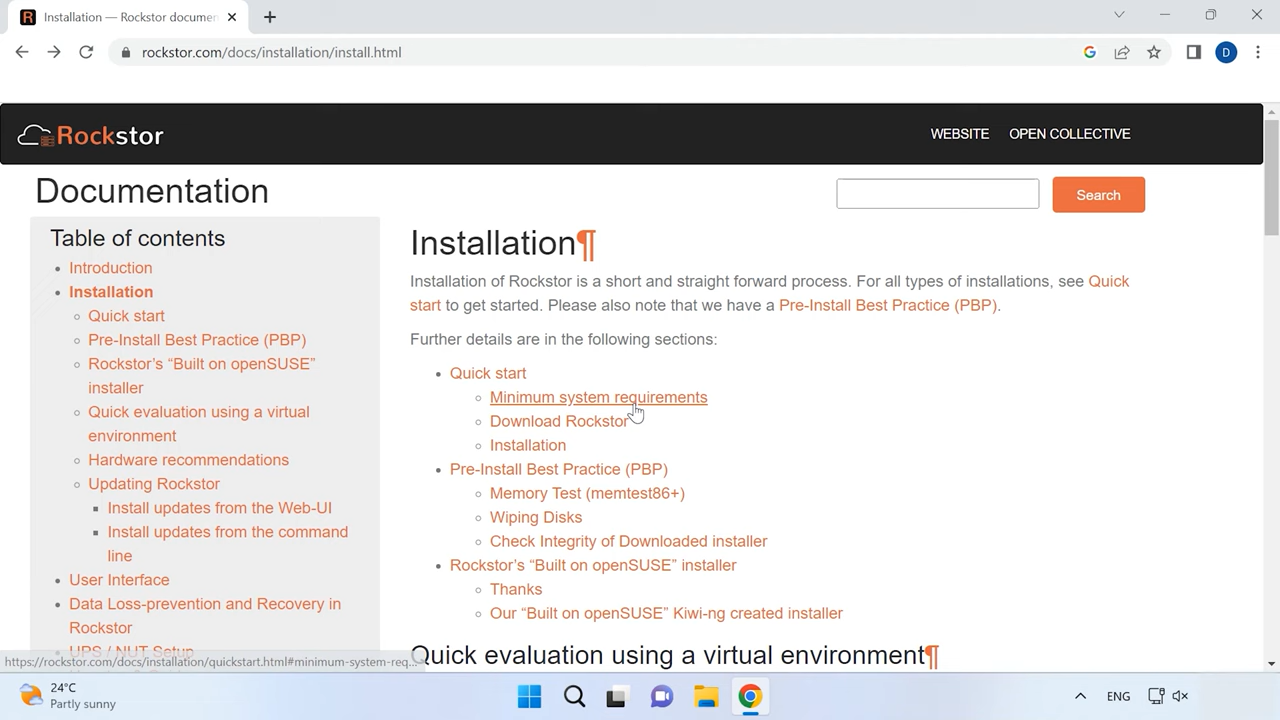 Installation — Rockstor documen
rockstor.com/docs/installation/install.html
G
D
Rockstor
WEBSITE
OPEN COLLECTIVE
Documentation
Search
Table of contents
Introduction
Installation
Quick start
Pre-Install Best Practice (PBP)
Rockstor’s “Built on openSUSE”
installer
Quick evaluation using a virtual
environment
Hardware recommendations
Updating Rockstor
Install updates from the Web-UI
Install updates from the command
line
User Interface
Data Loss-prevention and Recovery in
Rockstor
UPS / NUT Setup
Installation¶
Installation of Rockstor is a short and straight forward process. For all types of installations, see Quick
start to get started. Please also note that we have a Pre-Install Best Practice (PBP).
Further details are in the following sections:
Quick start
Minimum system requirements
Download Rockstor
Installation
Pre-Install Best Practice (PBP)
Memory Test (memtest86+)
Wiping Disks
Check Integrity of Downloaded installer
Rockstor’s “Built on openSUSE” installer
Thanks
Our “Built on openSUSE” Kiwi-ng created installer
Quick evaluation using a virtual environment¶
https://rockstor.com/docs/installation/quickstart.html#minimum-system-req...
24°C
Partly sunny
ENG